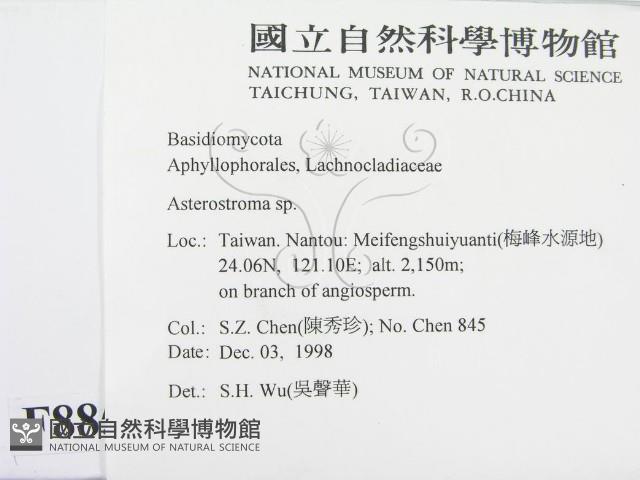 國立自然科學博物館
NATIONAL MUSEUM OF NATURAL SCIENCE
TAICHUNG, TAIWAN, R.O.CHINA
Basidiomycota
Aphyllophorales, Lachnocladiaceae
Asterostroma sp.
Loc.: Taiwan. Nantou: Meifengshuiyuanti(梅峰水源地)
24.06N, 121.10E; alt. 2,150m;
on branch of angiosperm.
Col.: S.Z. Chen(陳秀珍); No. Chen 845
Date: Dec. 03, 1998
Det.: S.H. Wu(吳聲華)
國立自然科學博物館
NATIONAL MUSEUM OF NATURAL SCIENCE